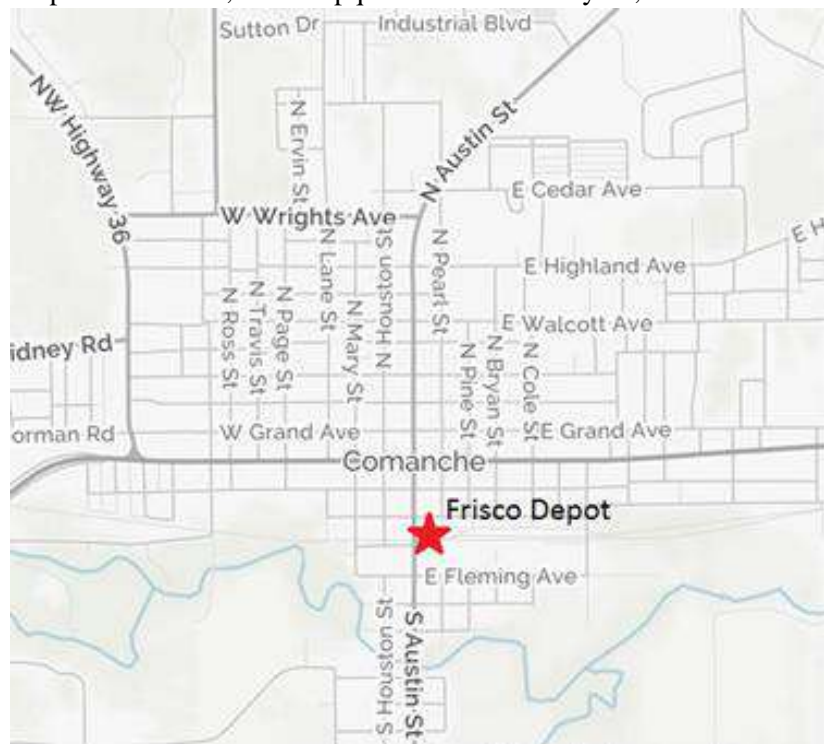 Sutton Dr
Industrial Blvd
NW Highway 36
N Ervin St
N Austin St
E Cedar Ave
W Wrights Ave
N Lane St
N Houston St
N Pearl St
E Highland Ave
E H
N Ross St
N Travis St
N Page St
N Mary St
E Walcott Ave
N Pine St
N Bryan St
N Cole St
idney Rd
orman Rd
W Grand Ave
E Grand Ave
Comanche
Frisco Depot
E Fleming Ave
S Houston St
S Austin St